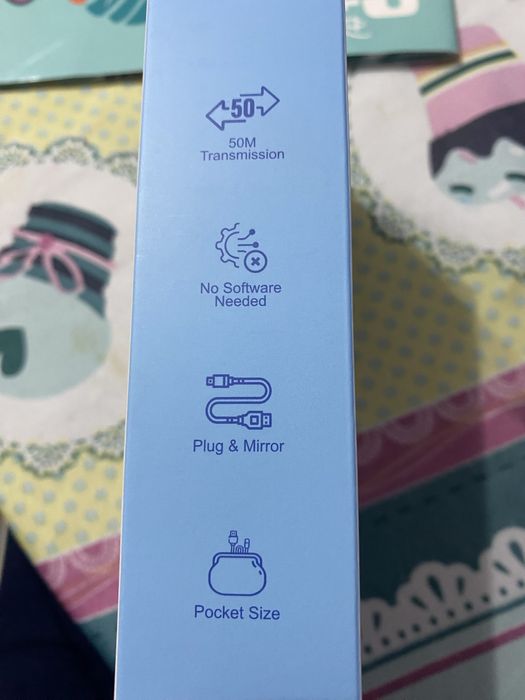 50
50M
Transmission
No Software
Needed
Plug & Mirror
Pocket Size